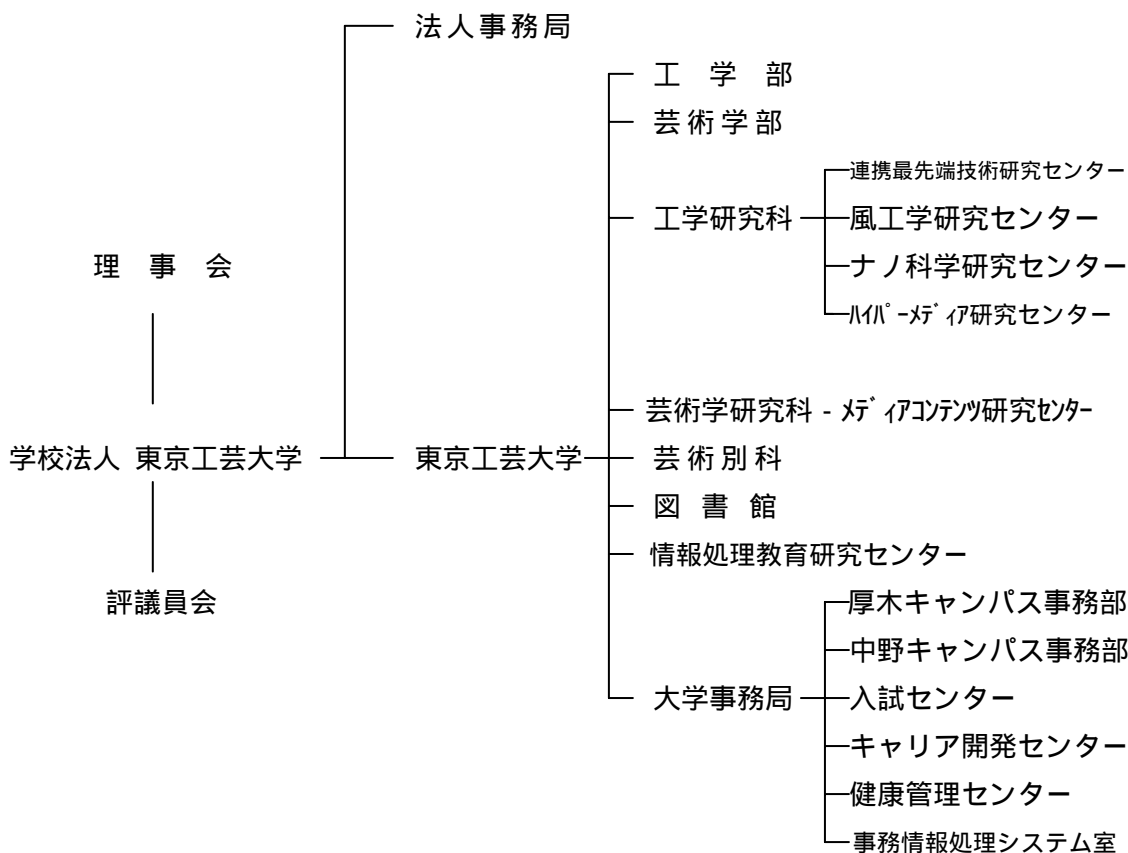 法人事務局
工 学 部
芸術学部
連携最先端技術研究センター
工学研究科
風工学研究センター
理 事 会
ナノ科学研究センター
ﾊｲﾊﾟｰﾒﾃﾞｨｱ研究センター
芸術学研究科 - ﾒﾃﾞｨｱｺﾝﾃﾝﾂ研究ｾﾝﾀｰ
学校法人 東京工芸大学
東京工芸大学
芸術別科
図 書 館
情報処理教育研究センター
評議員会
厚木キャンパス事務部
中野キャンパス事務部
大学事務局
入試センター
キャリア開発センター
健康管理センター
事務情報処理システム室